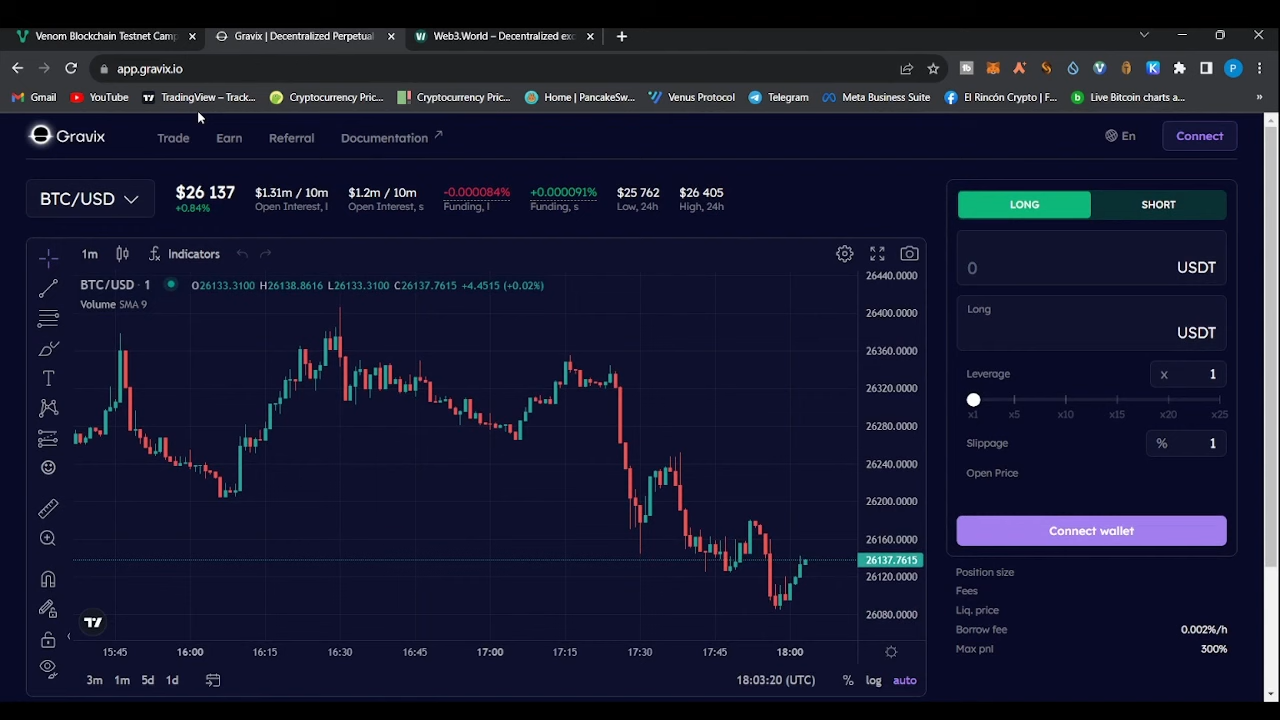 Venom Blockchain Testnet Camp
Gravix | Decentralized Perpetual
Web3.World – Decentralized exc
app.gravix.io
Gmail
YouTube
TradingView – Track...
Cryptocurrency Pric...
Cryptocurrency Pric...
Home | PancakeSw...
Venus Protocol
Telegram
Meta Business Suite
El Rincón Crypto | F...
Live Bitcoin charts a...
»
Gravix
Trade
Earn
Referral
Documentation
En
Connect
BTC/USD
$26 137
+0.84%
$1.31m / 10m
Open Interest, l
$1.2m / 10m
Open Interest, s
-0.000084%
Funding, l
+0.000091%
Funding, s
$25 762
Low, 24h
$26 405
High, 24h
LONG
SHORT
0
USDT
Long
USDT
Leverage
x 1
x1 x5 x10 x15 x20 x25
Slippage
% 1
Open Price
Connect wallet
Position size
Fees
Liq. price
Borrow fee 0.002%/h
Max pnl 300%
1m
Indicators
BTC/USD · 1
O26133.3100 H26138.8616 L26133.3100 C26137.7615 +4.4515 (+0.02%)
Volume SMA 9
26440.0000
26400.0000
26360.0000
26320.0000
26280.0000
26240.0000
26200.0000
26160.0000
26137.7615
26120.0000
26080.0000
15:45 16:00 16:15 16:30 16:45 17:00 17:15 17:30 17:45 18:00
3m 1m 5d 1d
18:03:20 (UTC)
% log auto